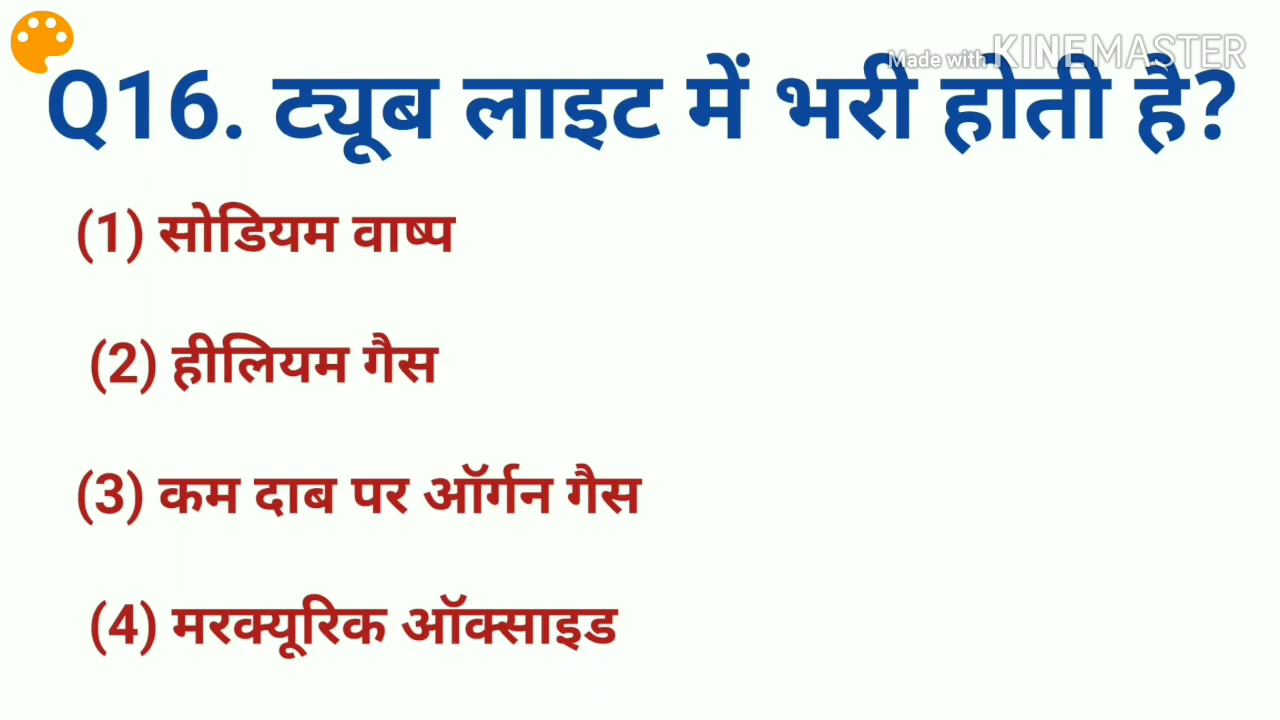 Made with KINEMASTER
Q16. ट्यूब लाइट में भरी होती है?
(1) सोडियम वाष्प
(2) हीलियम गैस
(3) कम दाब पर ऑर्गन गैस
(4) मरक्यूरिक ऑक्साइड